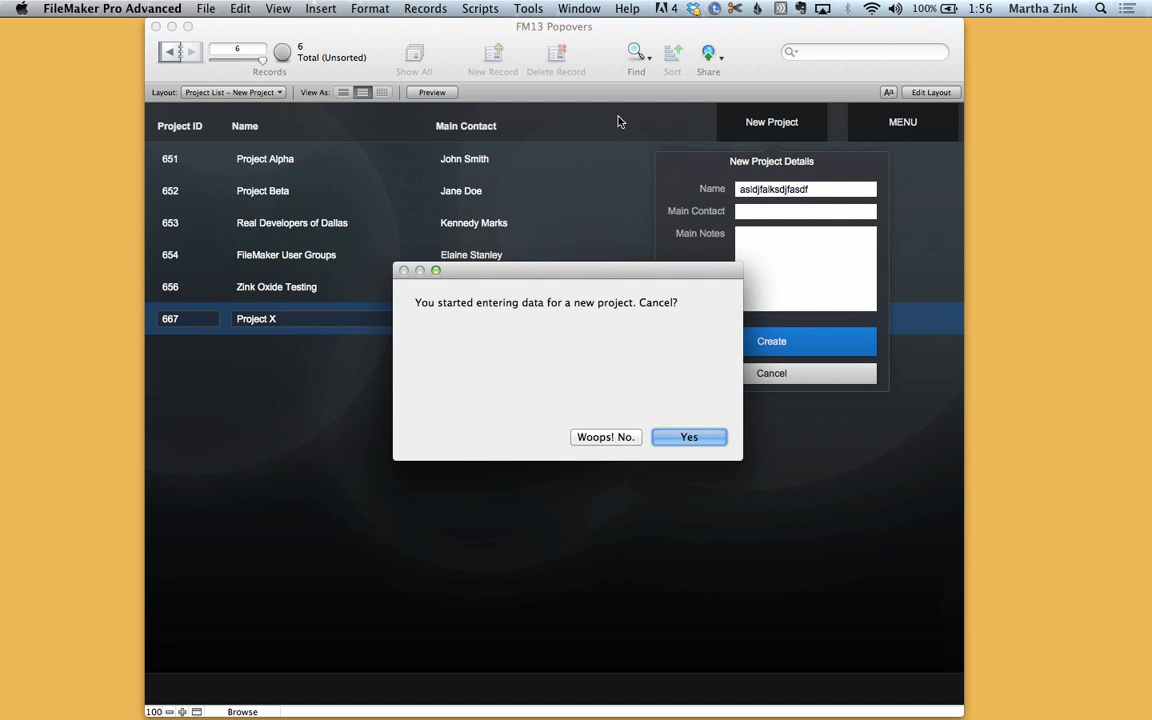 FileMaker Pro Advanced File Edit View Insert Format Records Scripts Tools Window Help 4 100% 1:56 Martha Zink
FM13 Popovers
6
6
Total (Unsorted)
Records Show All New Record Delete Record Find Sort Share
Layout: Project List – New Project View As: Preview Aa Edit Layout
Project ID Name Main Contact New Project MENU
651 Project Alpha John Smith
652 Project Beta Jane Doe
653 Real Developers of Dallas Kennedy Marks
654 FileMaker User Groups Elaine Stanley
656 Zink Oxide Testing
667 Project X
New Project Details
Name asldjfalksdjfasdf
Main Contact
Main Notes
Create
Cancel
You started entering data for a new project. Cancel?
Woops! No. Yes
100 Browse